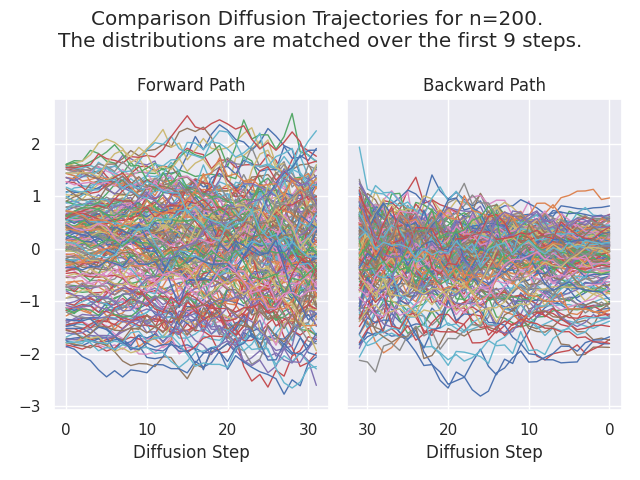 Comparison Diffusion Trajectories for n=200.
The distributions are matched over the first 9 steps.
Forward Path
Backward Path
2
1
0
−1
−2
−3
0 10 20 30
30 20 10 0
Diffusion Step
Diffusion Step